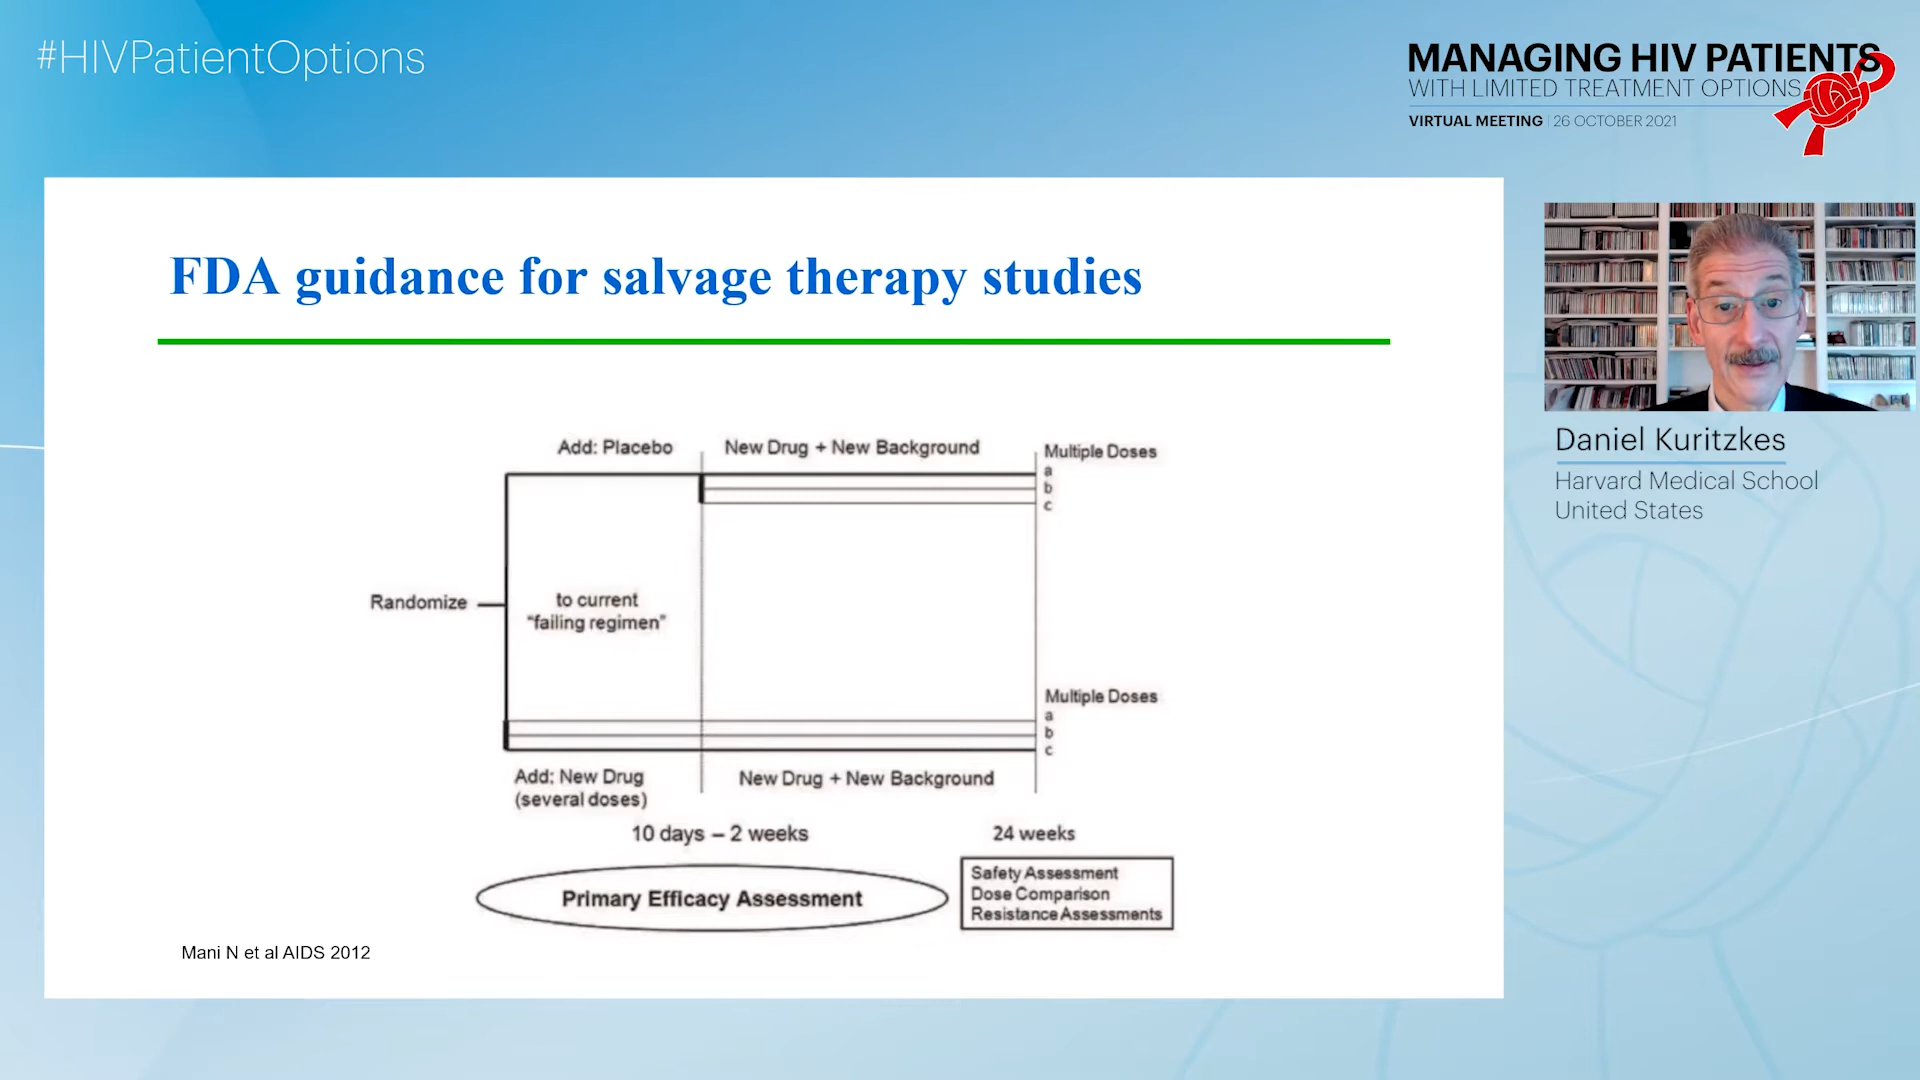 #HIVPatientOptions
MANAGING HIV PATIENTS
WITH LIMITED TREATMENT OPTIONS
VIRTUAL MEETING | 26 OCTOBER 2021
FDA guidance for salvage therapy studies
Add: Placebo
New Drug + New Background
Multiple Doses
a
b
c
Randomize
to current
“failing regimen”
Multiple Doses
a
b
c
Add: New Drug
(several doses)
New Drug + New Background
10 days – 2 weeks
24 weeks
Primary Efficacy Assessment
Safety Assessment
Dose Comparison
Resistance Assessments
Mani N et al AIDS 2012
Daniel Kuritzkes
Harvard Medical School
United States